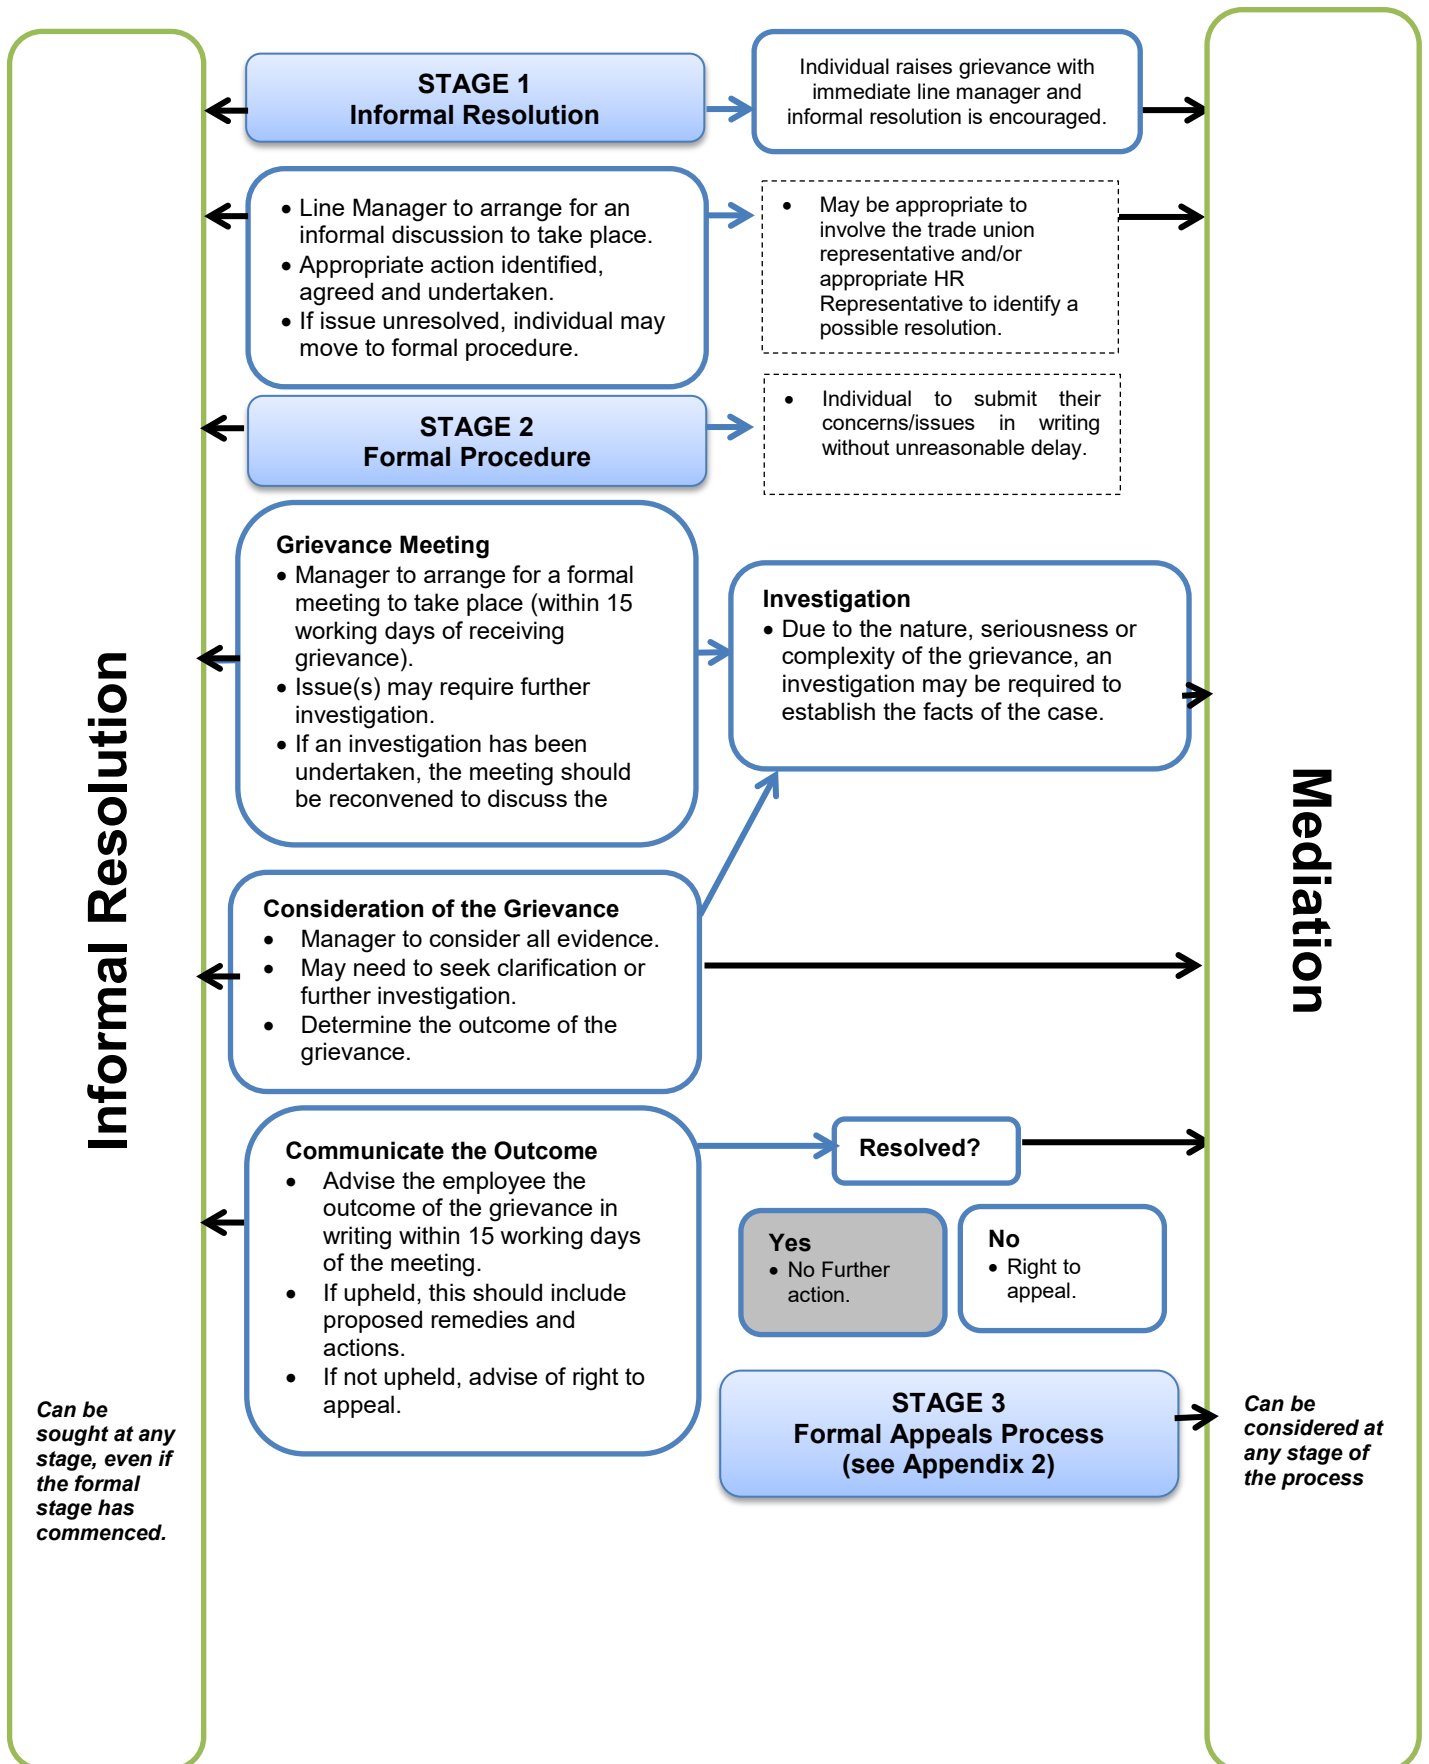 STAGE 1
Informal Resolution
Individual raises grievance with
immediate line manager and
informal resolution is encouraged.
• Line Manager to arrange for an
informal discussion to take place.
• Appropriate action identified,
agreed and undertaken.
• If issue unresolved, individual may
move to formal procedure.
• May be appropriate to
involve the trade union
representative and/or
appropriate HR
Representative to identify a
possible resolution.
STAGE 2
Formal Procedure
• Individual to submit their
concerns/issues in writing
without unreasonable delay.
Grievance Meeting
• Manager to arrange for a formal
meeting to take place (within 15
working days of receiving
grievance).
• Issue(s) may require further
investigation.
• If an investigation has been
undertaken, the meeting should
be reconvened to discuss the
Investigation
• Due to the nature, seriousness or
complexity of the grievance, an
investigation may be required to
establish the facts of the case.
Consideration of the Grievance
• Manager to consider all evidence.
• May need to seek clarification or
further investigation.
• Determine the outcome of the
grievance.
Communicate the Outcome
• Advise the employee the
outcome of the grievance in
writing within 15 working days
of the meeting.
• If upheld, this should include
proposed remedies and
actions.
• If not upheld, advise of right to
appeal.
Resolved?
Yes
• No Further
action.
No
• Right to
appeal.
STAGE 3
Formal Appeals Process
(see Appendix 2)
Informal Resolution
Can be
sought at any
stage, even if
the formal
stage has
commenced.
Mediation
Can be
considered at
any stage of
the process